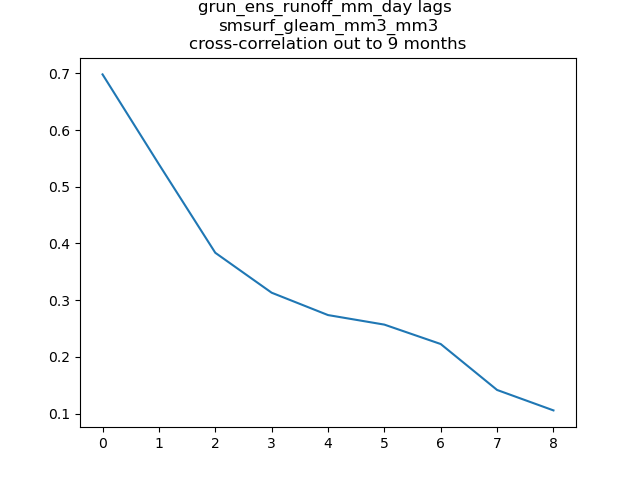 grun_ens_runoff_mm_day lags
smsurf_gleam_mm3_mm3
cross-correlation out to 9 months
0.7
0.6
0.5
0.4
0.3
0.2
0.1
0 1 2 3 4 5 6 7 8